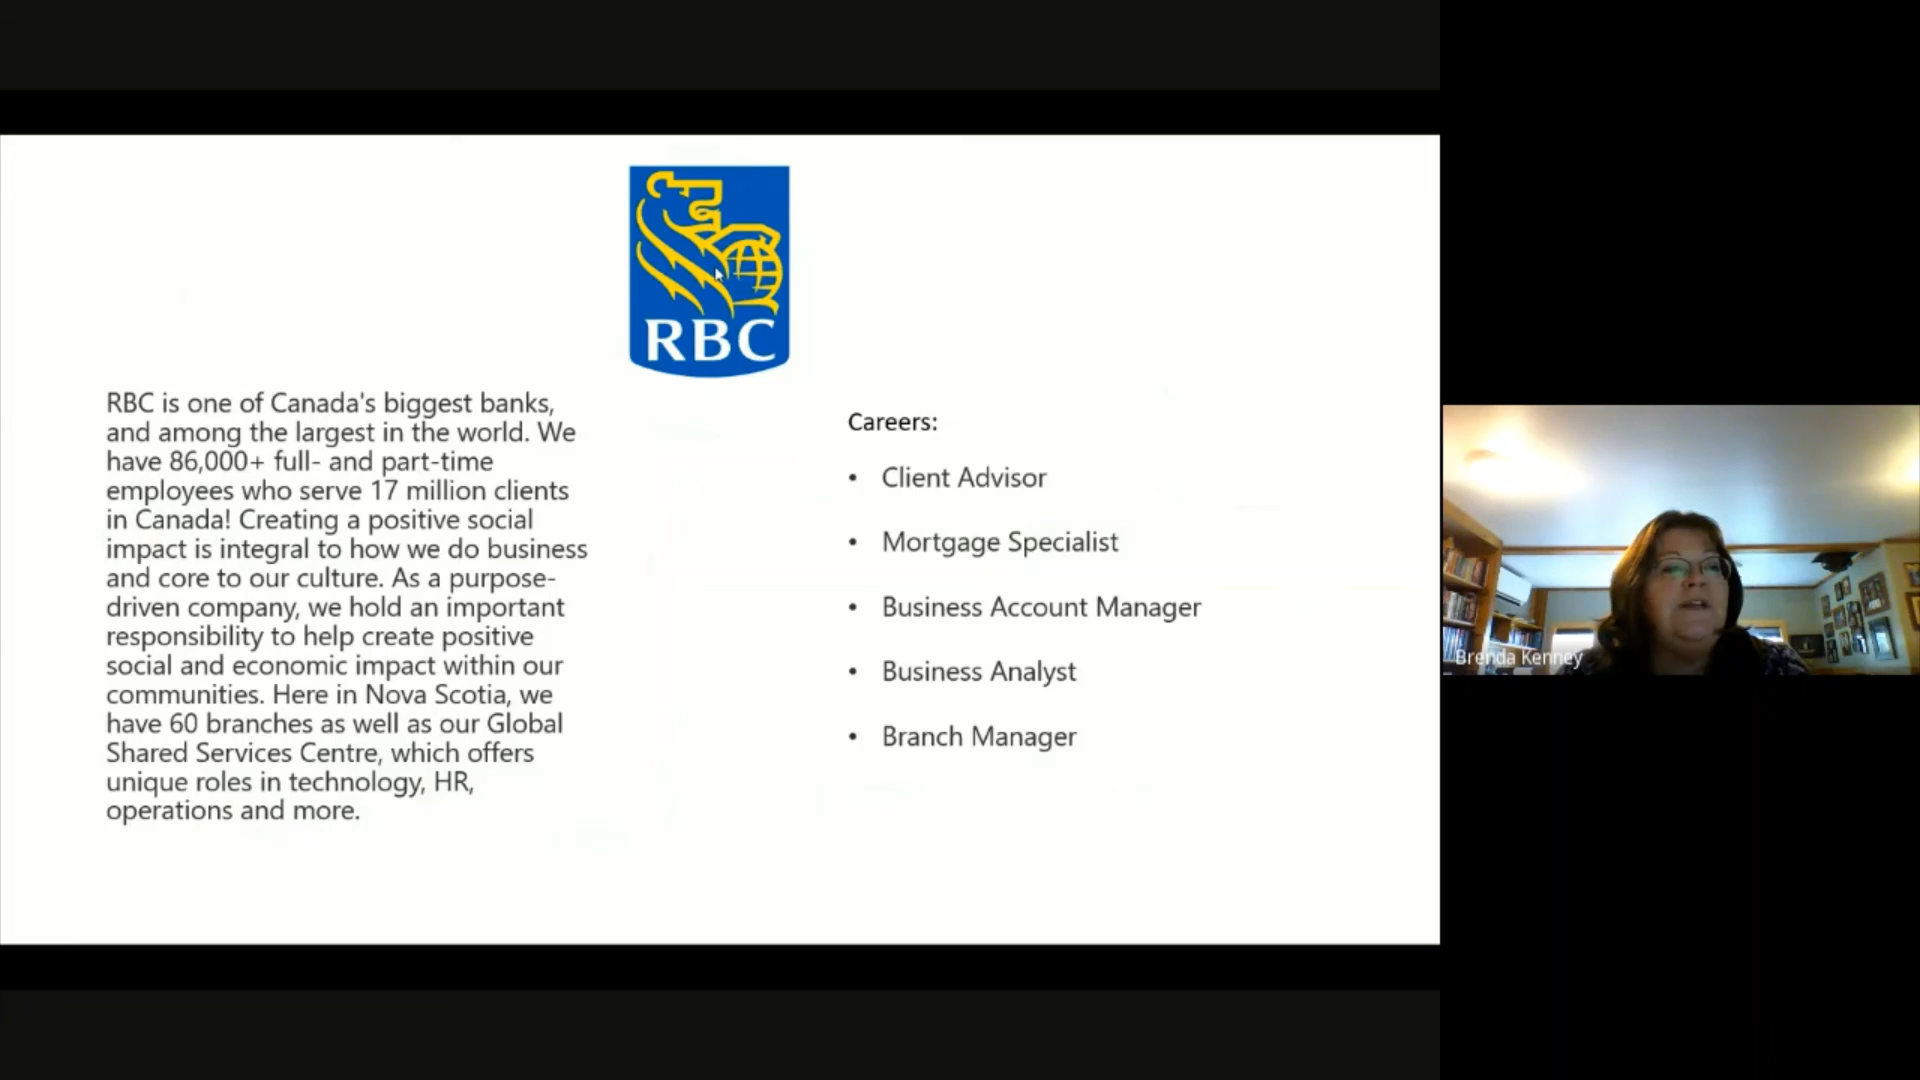 RBC
RBC is one of Canada's biggest banks,
and among the largest in the world. We
have 86,000+ full- and part-time
employees who serve 17 million clients
in Canada! Creating a positive social
impact is integral to how we do business
and core to our culture. As a purpose-
driven company, we hold an important
responsibility to help create positive
social and economic impact within our
communities. Here in Nova Scotia, we
have 60 branches as well as our Global
Shared Services Centre, which offers
unique roles in technology, HR,
operations and more.
Careers:
• Client Advisor
• Mortgage Specialist
• Business Account Manager
• Business Analyst
• Branch Manager
Brenda Kenney